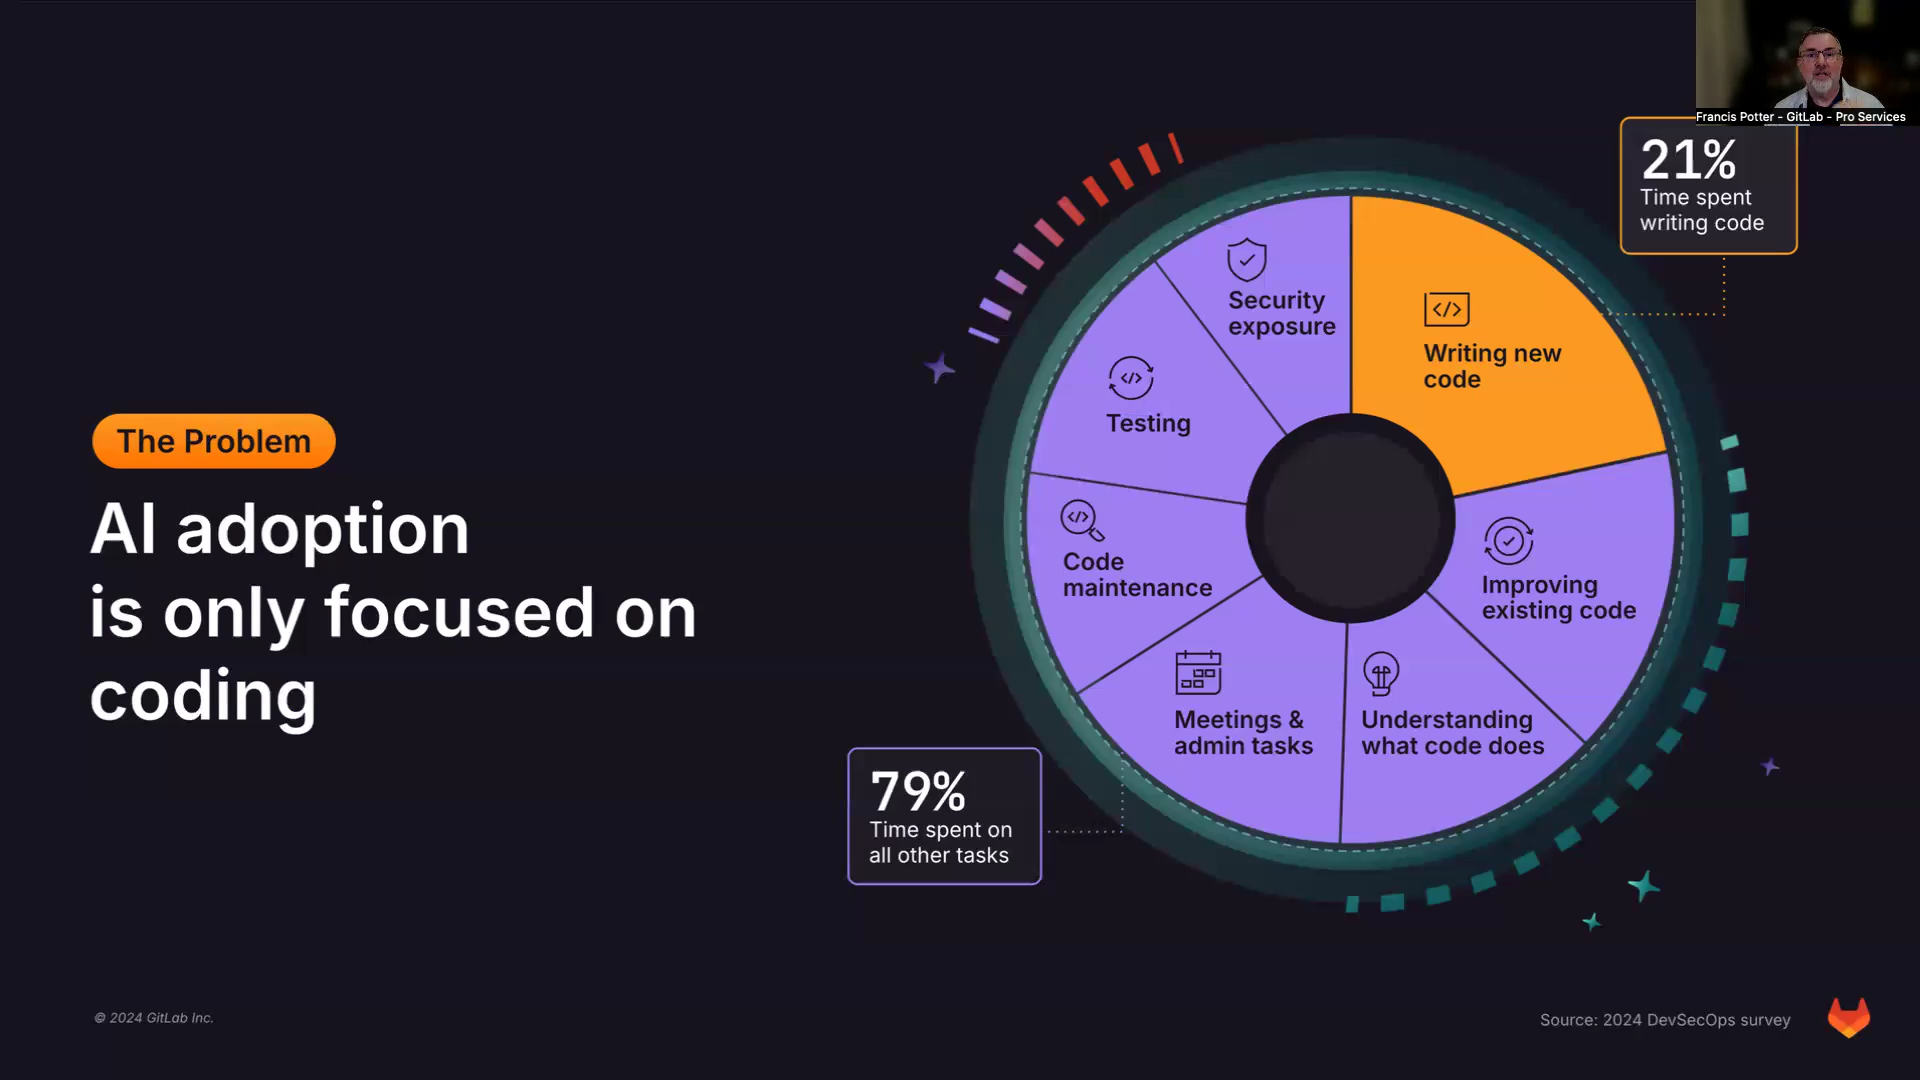 Francis Potter - GitLab - Pro Services
The Problem
AI adoption
is only focused on
coding
21%
Time spent
writing code
Security
exposure
Writing new
code
Testing
Code
maintenance
Improving
existing code
Meetings &
admin tasks
Understanding
what code does
79%
Time spent on
all other tasks
© 2024 GitLab Inc.
Source: 2024 DevSecOps survey